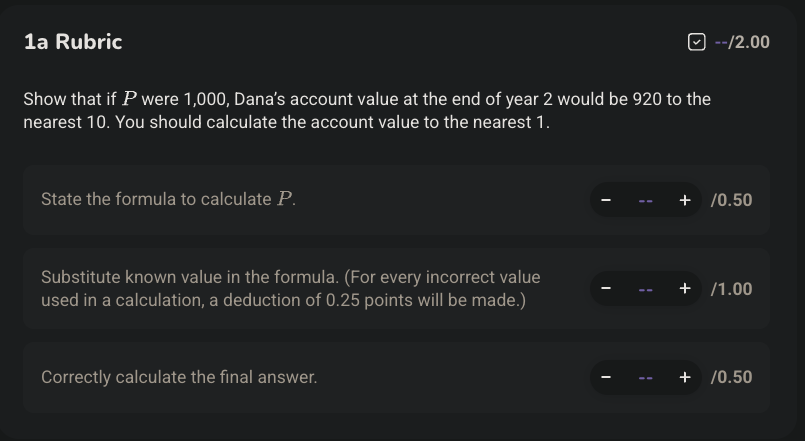 1a Rubric
--/2.00
Show that if P were 1,000, Dana’s account value at the end of year 2 would be 920 to the
nearest 10. You should calculate the account value to the nearest 1.
State the formula to calculate P.
− -- + /0.50
Substitute known value in the formula. (For every incorrect value
used in a calculation, a deduction of 0.25 points will be made.)
− -- + /1.00
Correctly calculate the final answer.
− -- + /0.50